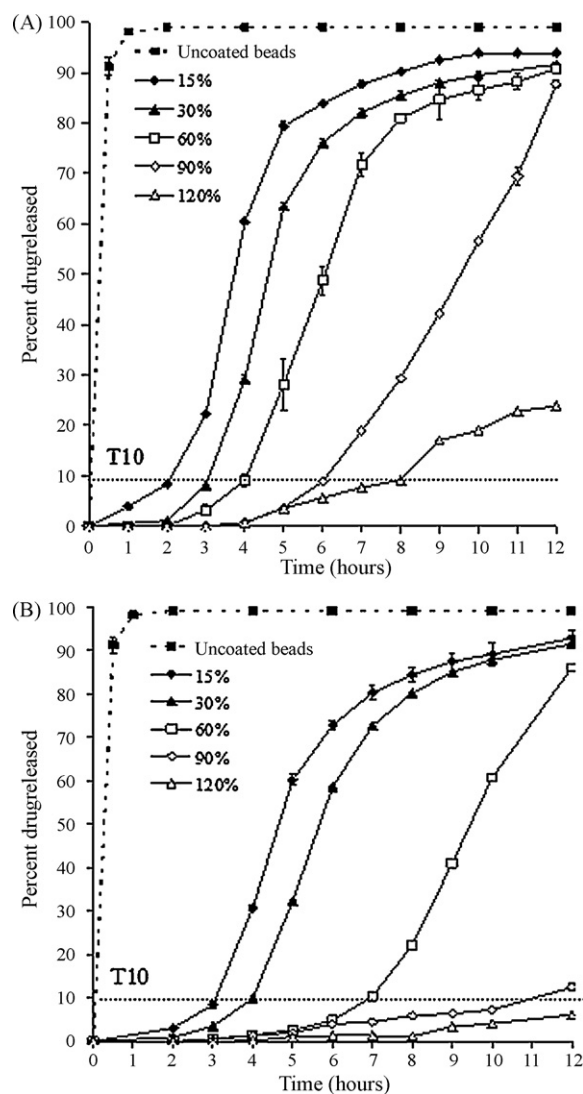 (A)
100
90
80
70
60
50
40
30
20
10
0
Percent drugreleased
Uncoated beads
15%
30%
60%
90%
120%
T10
0 1 2 3 4 5 6 7 8 9 10 11 12
Time (hours)
(B)
100
90
80
70
60
50
40
30
20
10
0
Percent drugreleased
Uncoated beads
15%
30%
60%
90%
120%
T10
0 1 2 3 4 5 6 7 8 9 10 11 12
Time (hours)